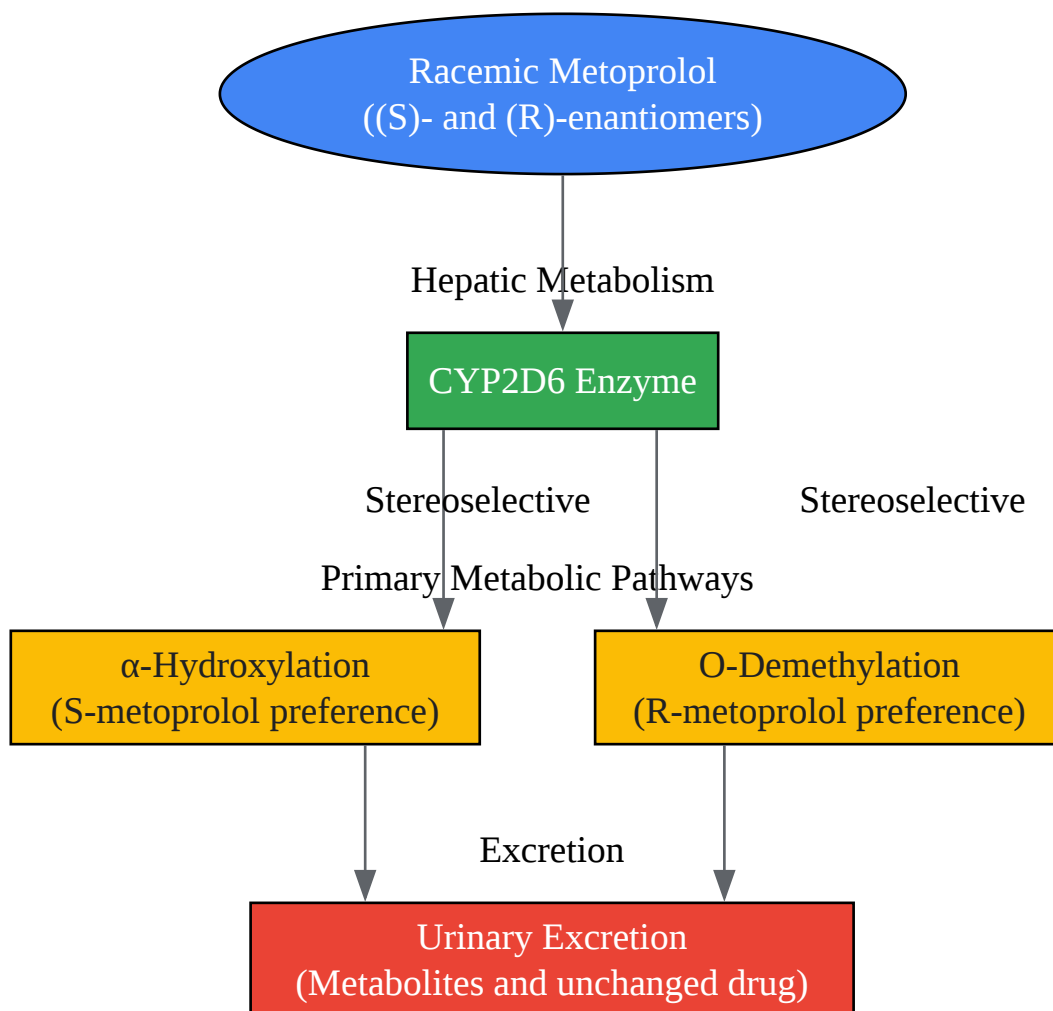 Racemic Metoprolol
((S)- and (R)-enantiomers)
Hepatic Metabolism
CYP2D6 Enzyme
Stereoselective
Stereoselective
Primary Metabolic Pathways
α-Hydroxylation
(S-metoprolol preference)
O-Demethylation
(R-metoprolol preference)
Excretion
Urinary Excretion
(Metabolites and unchanged drug)